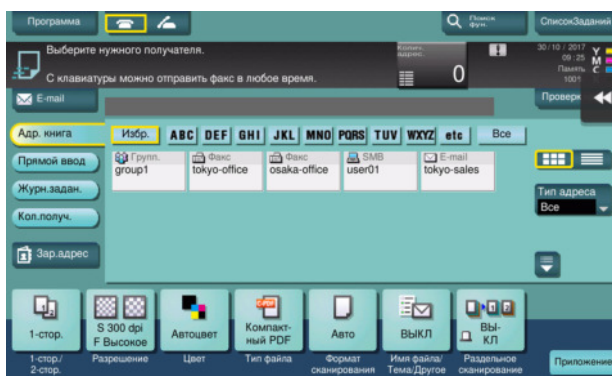 Программа
Поиск
фун.
СписокЗаданий
Выберите нужного получателя.
С клавиатуры можно отправить факс в любое время.
Колич.
адрес.
0
30/10/2017
09:25
Память
100%
Y
M
C
E-mail
Проверк
Адр. книга
Избр.
ABC
DEF
GHI
JKL
MNO
PQRS
TUV
WXYZ
etc
Все
Прямой ввод
Журн.задан.
Кол.получ.
Зар.адрес
Групп.
group1
Факс
tokyo-office
Факс
osaka-office
SMB
user01
E-mail
tokyo-sales
Тип адреса
Все
1-стор.
S 300 dpi
F Высокое
Автоцвет
Компакт-
ный PDF
Авто
ВЫКЛ
ВЫ-
КЛ
1-стор./
2-стор.
Разрешение
Цвет
Тип файла
Формат
сканирования
Имя файла/
Тема/Другое
Раздельное
сканирование
Приложение